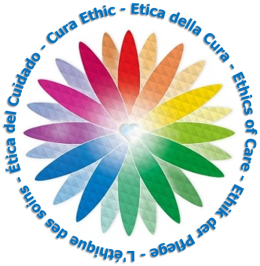 Ética del Cuidado - Cura Ethic - Etica della Cura - Ethics of Care - Ethik der Pflege - L'éthique des soins -